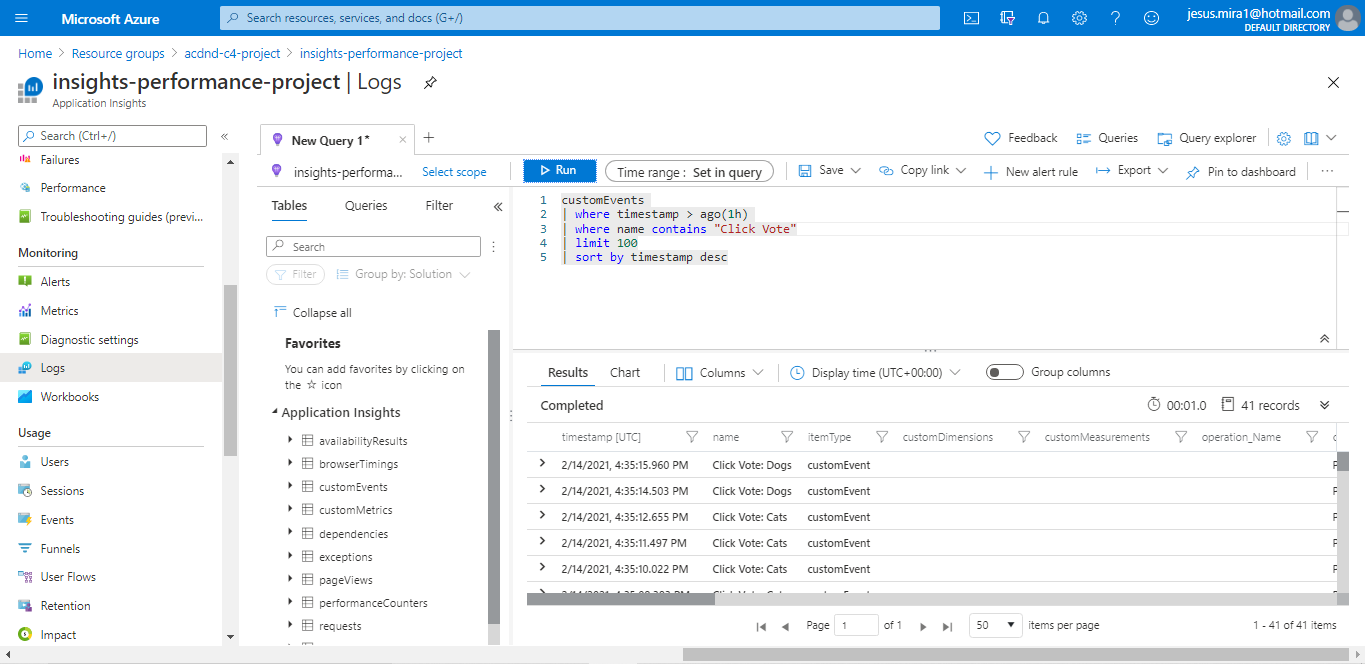 Microsoft Azure
Search resources, services, and docs (G+/)
jesus.mira1@hotmail.com
DEFAULT DIRECTORY
Home > Resource groups > acdnd-c4-project > insights-performance-project
insights-performance-project | Logs
Application Insights
Search (Ctrl+/)
«
Failures
Performance
Troubleshooting guides (previ...
Monitoring
Alerts
Metrics
Diagnostic settings
Logs
Workbooks
Usage
Users
Sessions
Events
Funnels
User Flows
Retention
Impact
New Query 1*
Feedback
Queries
Query explorer
insights-performa...
Select scope
Run
Time range : Set in query
Save
Copy link
New alert rule
Export
Pin to dashboard
...
Tables
Queries
Filter
«
Search
Filter
Group by: Solution
Collapse all
Favorites
You can add favorites by clicking on
the ☆ icon
Application Insights
availabilityResults
browserTimings
customEvents
customMetrics
dependencies
exceptions
pageViews
performanceCounters
requests
1 customEvents
2 | where timestamp > ago(1h)
3 | where name contains "Click Vote"
4 | limit 100
5 | sort by timestamp desc
Results
Chart
Columns
Display time (UTC+00:00)
Group columns
Completed
00:01.0
41 records
timestamp [UTC] name itemType customDimensions customMeasurements operation_Name
2/14/2021, 4:35:15.960 PM Click Vote: Dogs customEvent
2/14/2021, 4:35:14.503 PM Click Vote: Dogs customEvent
2/14/2021, 4:35:12.655 PM Click Vote: Cats customEvent
2/14/2021, 4:35:11.497 PM Click Vote: Cats customEvent
2/14/2021, 4:35:10.022 PM Click Vote: Cats customEvent
Page 1 of 1
50 items per page
1 - 41 of 41 items